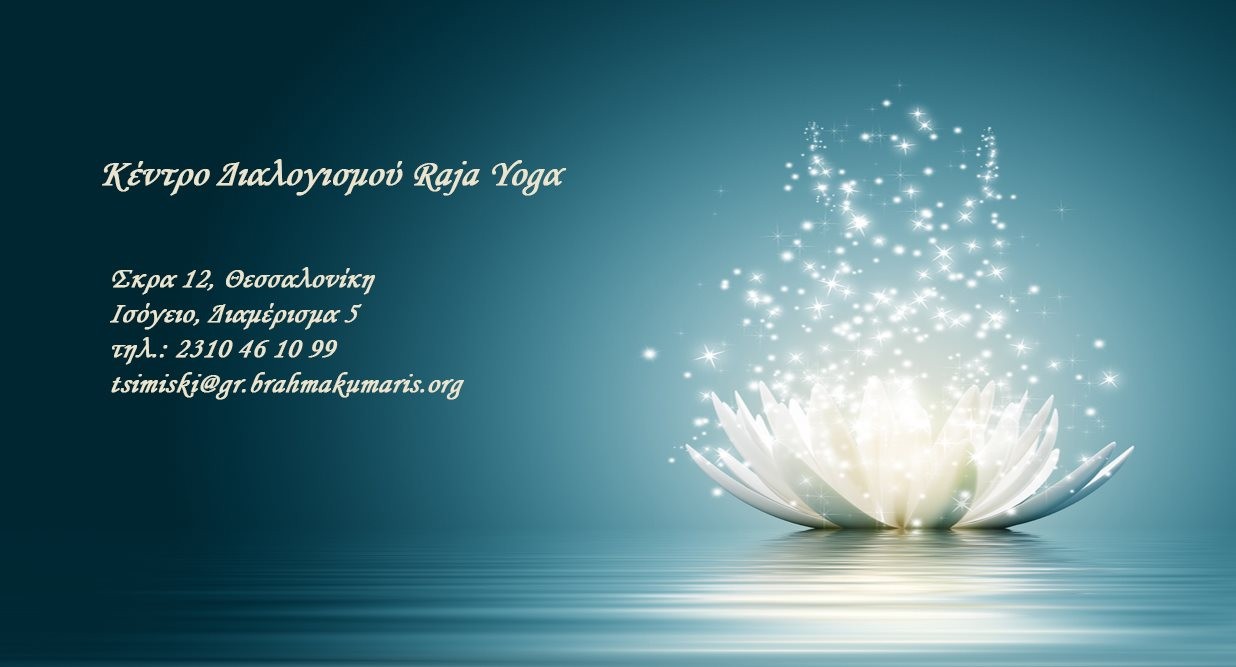 Κέντρο Διαλογισμού Raja Yoga
Σκρα 12, Θεσσαλονίκη
Ισόγειο, Διαμέρισμα 5
τηλ.: 2310 46 10 99
tsimiski@gr.brahmakumaris.org